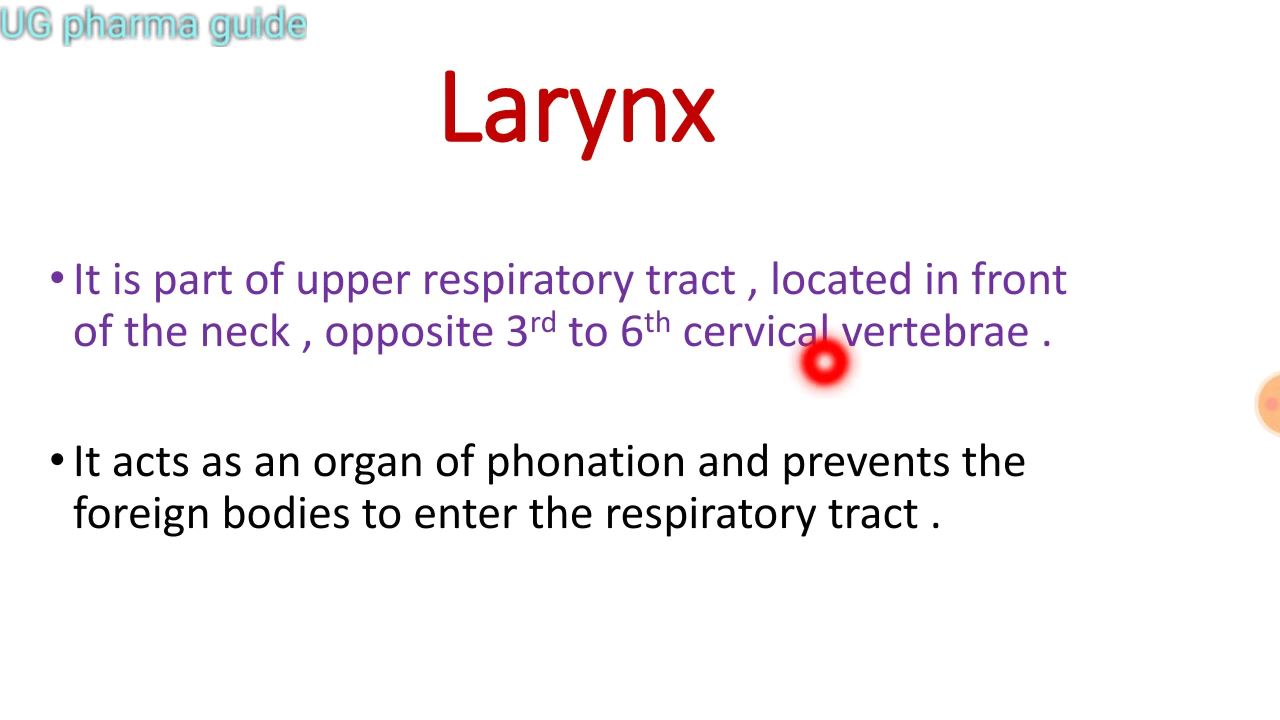 UG pharma guide
Larynx
• It is part of upper respiratory tract , located in front
of the neck , opposite 3rd to 6th cervical vertebrae .
• It acts as an organ of phonation and prevents the
foreign bodies to enter the respiratory tract .